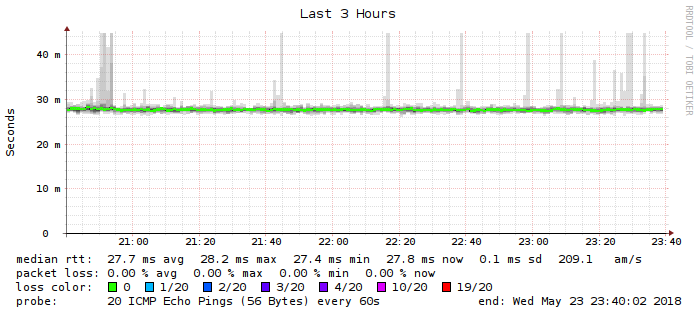 Last 3 Hours
RRDTOOL / TOBI OETIKER
Seconds
40 m
30 m
20 m
10 m
0
21:00 21:20 21:40 22:00 22:20 22:40 23:00 23:20 23:40
median rtt: 27.7 ms avg 28.2 ms max 27.4 ms min 27.8 ms now 0.1 ms sd 209.1 am/s
packet loss: 0.00 % avg 0.00 % max 0.00 % min 0.00 % now
loss color: 0 1/20 2/20 3/20 4/20 10/20 19/20
probe: 20 ICMP Echo Pings (56 Bytes) every 60s end: Wed May 23 23:40:02 2018